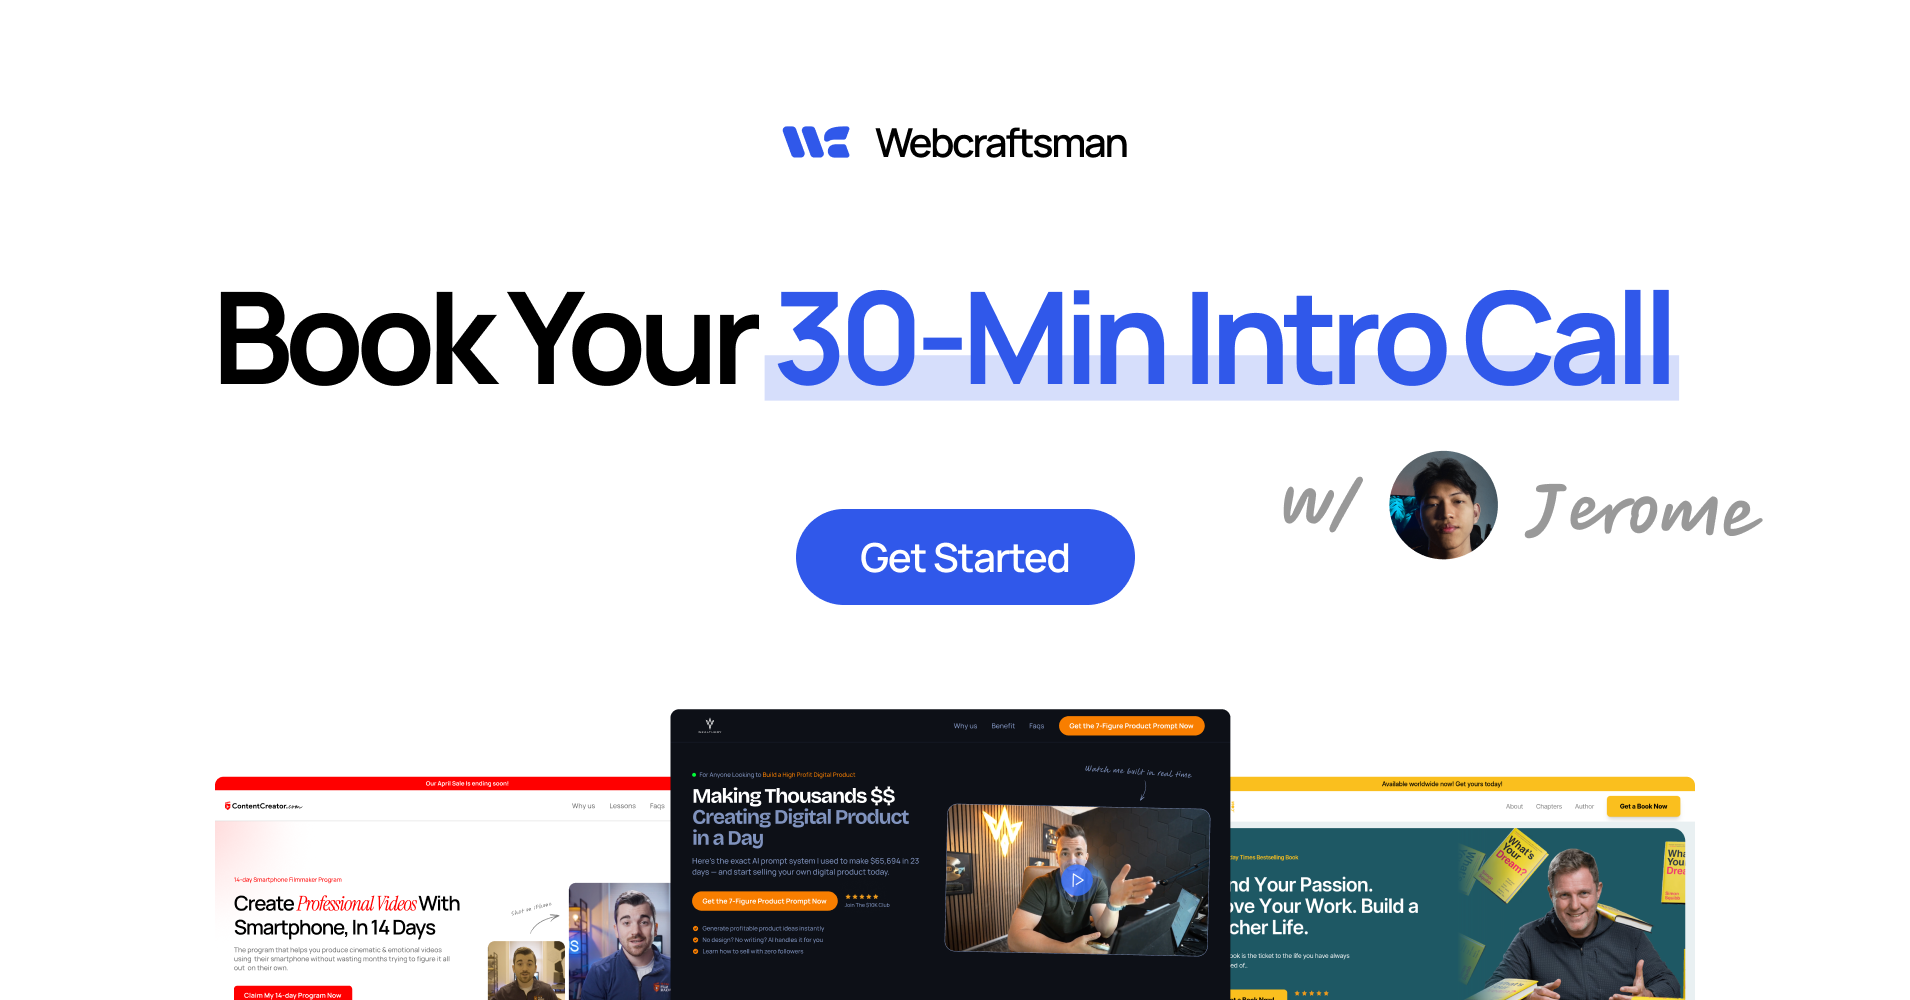 Webcraftsman
Book Your 30-Min Intro Call
w/ Jerome
Get Started
Our April Sale Is ending soon!
ContentCreator.com
Why us Lessons Faqs
14-day Smartphone Filmmaker Program
Create Professional Videos With
Smartphone, In 14 Days
The program that helps you produce cinematic & emotional videos
using their smartphone without wasting months trying to figure it all
out on their own.
Claim My 14-day Program Now
Shot on iPhone
Why us Benefit Faqs Get the 7-Figure Product Prompt Now
For Anyone Looking to Build a High Profit Digital Product
Making Thousands $$
Creating Digital Product
in a Day
Here's the exact AI prompt system I used to make $65,694 in 23
days — and start selling your own digital product today.
Get the 7-Figure Product Prompt Now
Join The $10K Club
Generate profitable product ideas instantly
No design? No writing? AI handles it for you
Learn how to sell with zero followers
Watch me built in real time
Available worldwide now! Get yours today!
About Chapters Author Get a Book Now
day Times Bestselling Book
nd Your Passion.
ove Your Work. Build a
cher Life.
ook is the ticket to the life you have always
ed of..
What's
Your
Dream?